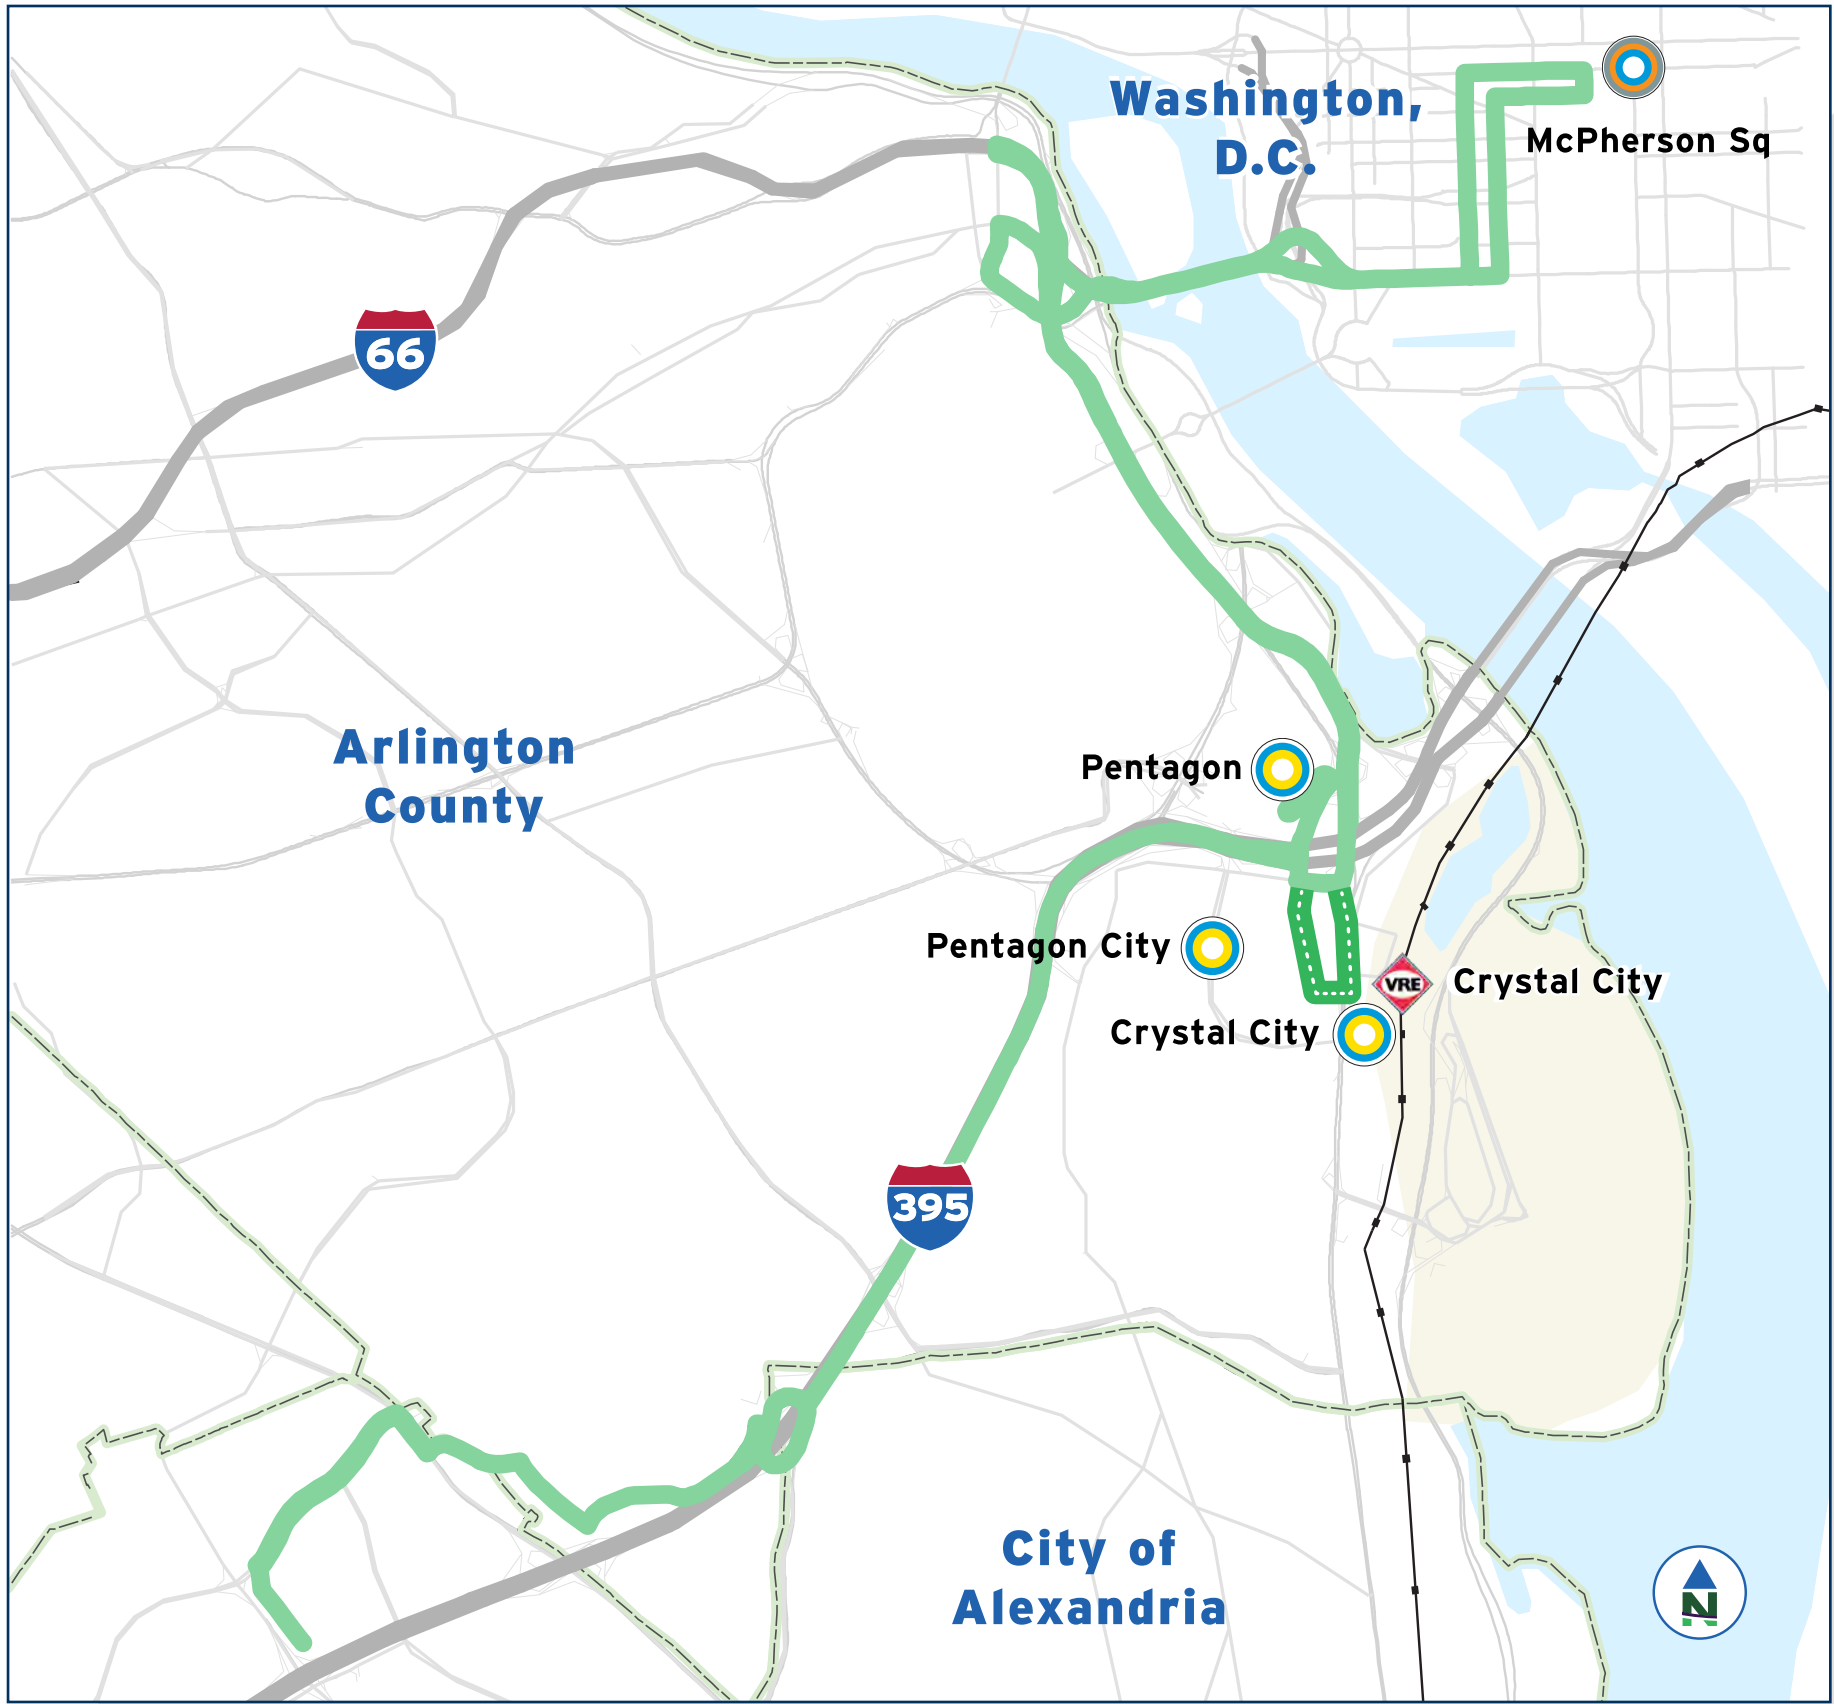 Washington,
D.C.
McPherson Sq
66
Arlington
County
Pentagon
Pentagon City
VRE
Crystal City
Crystal City
395
City of
Alexandria
N